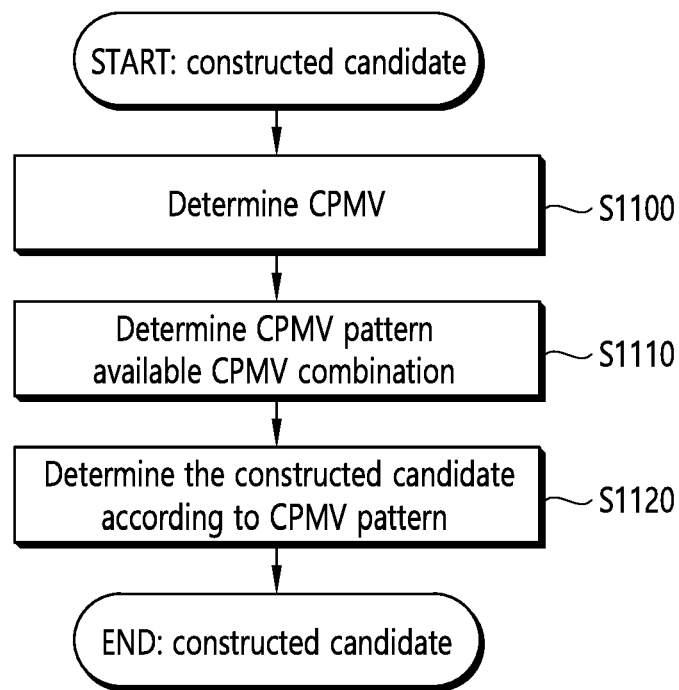 START: constructed candidate
Determine CPMV
S1100
Determine CPMV pattern
available CPMV combination
S1110
Determine the constructed candidate
according to CPMV pattern
S1120
END: constructed candidate